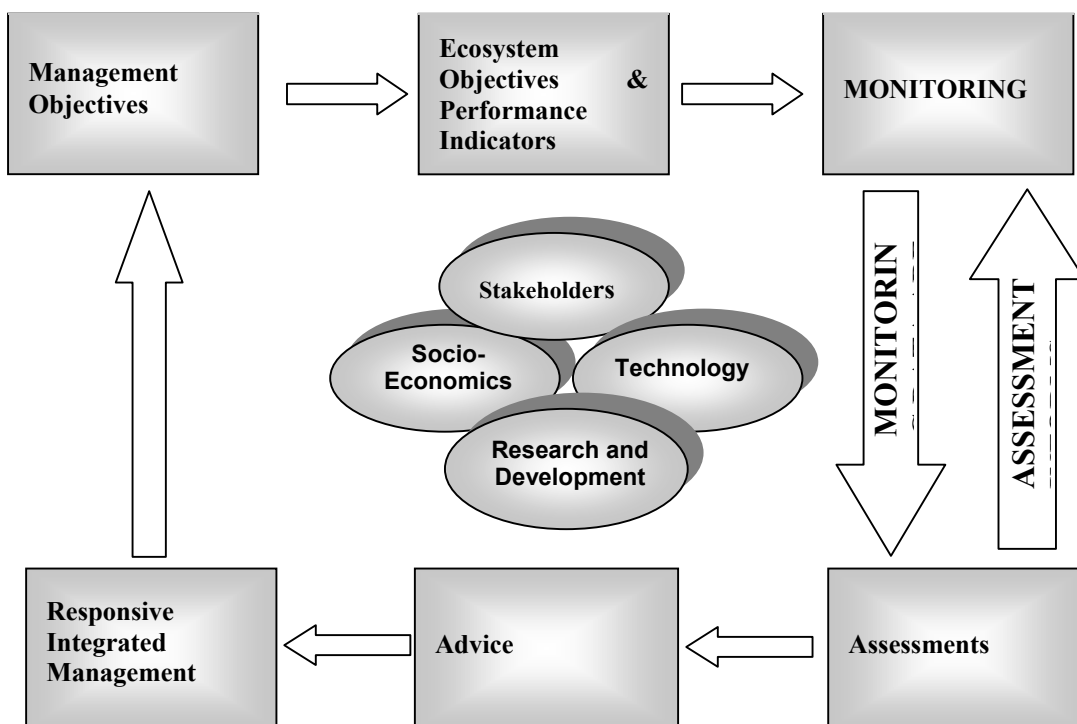 Management
Objectives
Ecosystem
Objectives &
Performance
Indicators
MONITORING
Stakeholders
Socio-
Economics
Technology
Research and
Development
MONITORIN
ASSESSMENT
Responsive
Integrated
Management
Advice
Assessments